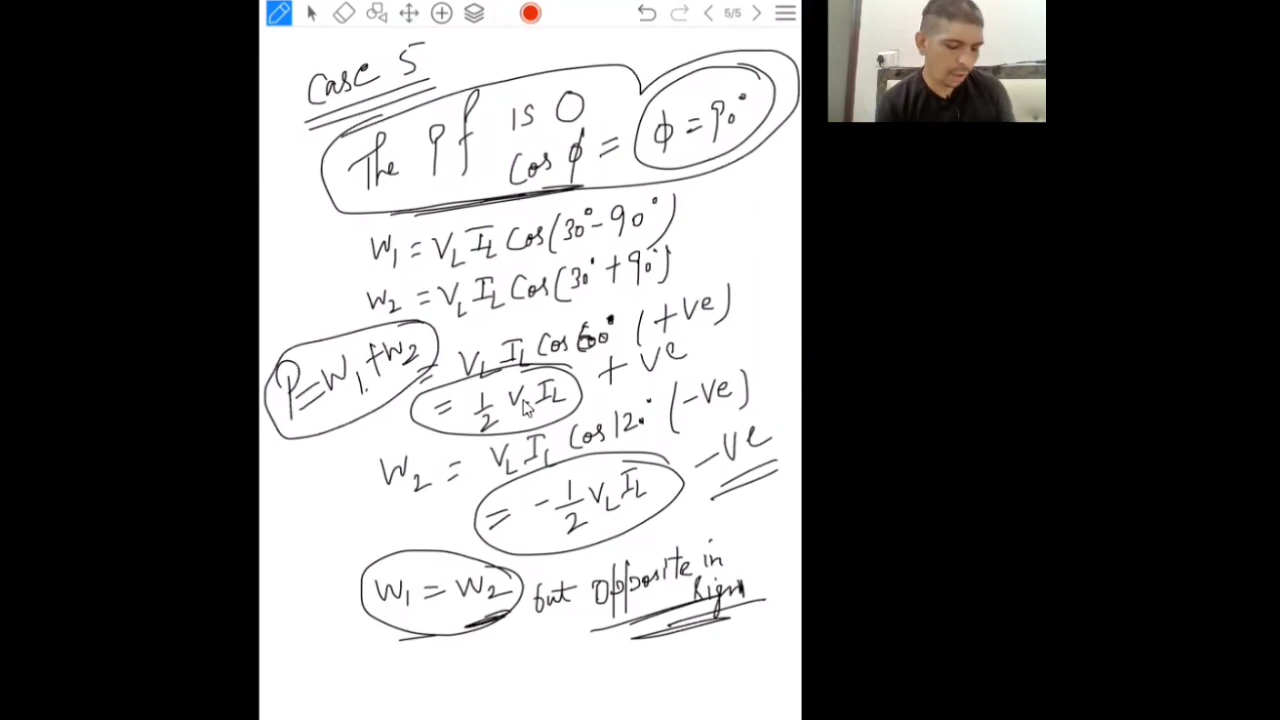 5/5
Case 5
The Pf is 0
Cos φ = φ = 90°
W1 = VL IL Cos(30° - 90°)
W2 = VL IL Cos(30° + 90°)
P = W1 + W2
= VL IL Cos 60° (+ve)
= 1/2 VL IL + ve
W2 = VL IL Cos 120° (-ve)
= - 1/2 VL IL - ve
W1 = W2 but opposite in
Sign